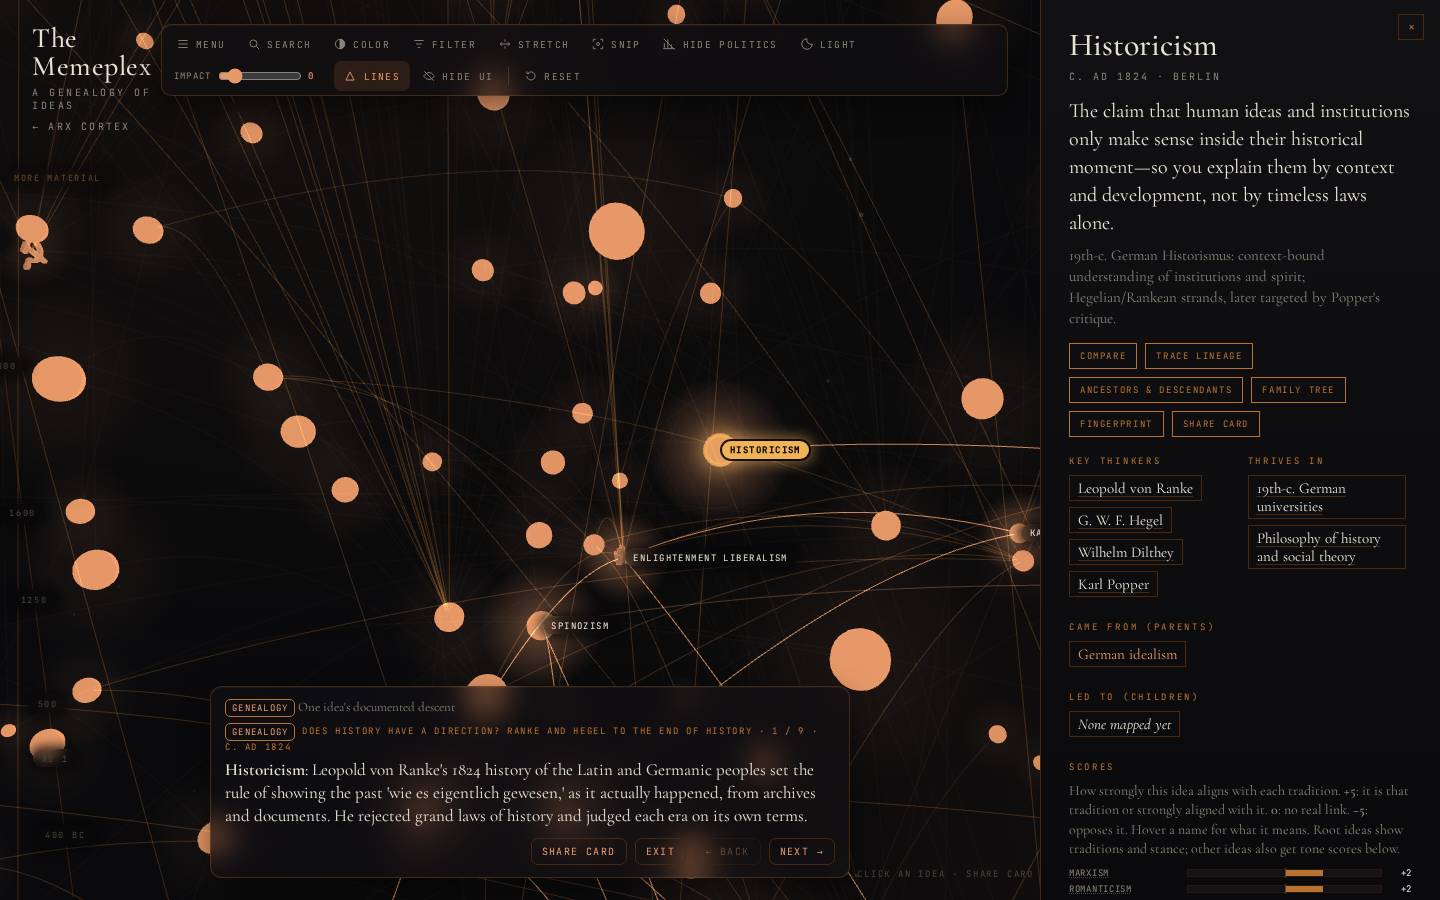 The
Memeplex
A GENEALOGY OF
IDEAS
← ARX CORTEX
MENU
SEARCH
COLOR
FILTER
STRETCH
SNIP
HIDE POLITICS
LIGHT
IMPACT
0
LINES
HIDE UI
RESET
MORE MATERIAL
1600
1250
500
400 BC
HISTORICISM
ENLIGHTENMENT LIBERALISM
SPINOZISM
KA
GENEALOGY One idea's documented descent
GENEALOGY DOES HISTORY HAVE A DIRECTION? RANKE AND HEGEL TO THE END OF HISTORY · 1 / 9 ·
C. AD 1824
Historicism: Leopold von Ranke's 1824 history of the Latin and Germanic peoples set the
rule of showing the past 'wie es eigentlich gewesen,' as it actually happened, from archives
and documents. He rejected grand laws of history and judged each era on its own terms.
SHARE CARD
EXIT
← BACK
NEXT →
CLICK AN IDEA · SHARE CARD
×
Historicism
C. AD 1824 · BERLIN
The claim that human ideas and institutions
only make sense inside their historical
moment—so you explain them by context
and development, not by timeless laws
alone.
19th-c. German Historismus: context-bound
understanding of institutions and spirit;
Hegelian/Rankean strands, later targeted by Popper's
critique.
COMPARE
TRACE LINEAGE
ANCESTORS & DESCENDANTS
FAMILY TREE
FINGERPRINT
SHARE CARD
KEY THINKERS
Leopold von Ranke
G. W. F. Hegel
Wilhelm Dilthey
Karl Popper
THRIVES IN
19th-c. German
universities
Philosophy of history
and social theory
CAME FROM (PARENTS)
German idealism
LED TO (CHILDREN)
None mapped yet
SCORES
How strongly this idea aligns with each tradition. +5: it is that
tradition or strongly aligned with it. 0: no real link. −5:
opposes it. Hover a name for what it means. Root ideas show
traditions and stance; other ideas also get tone scores below.
MARXISM +2
ROMANTICISM +2